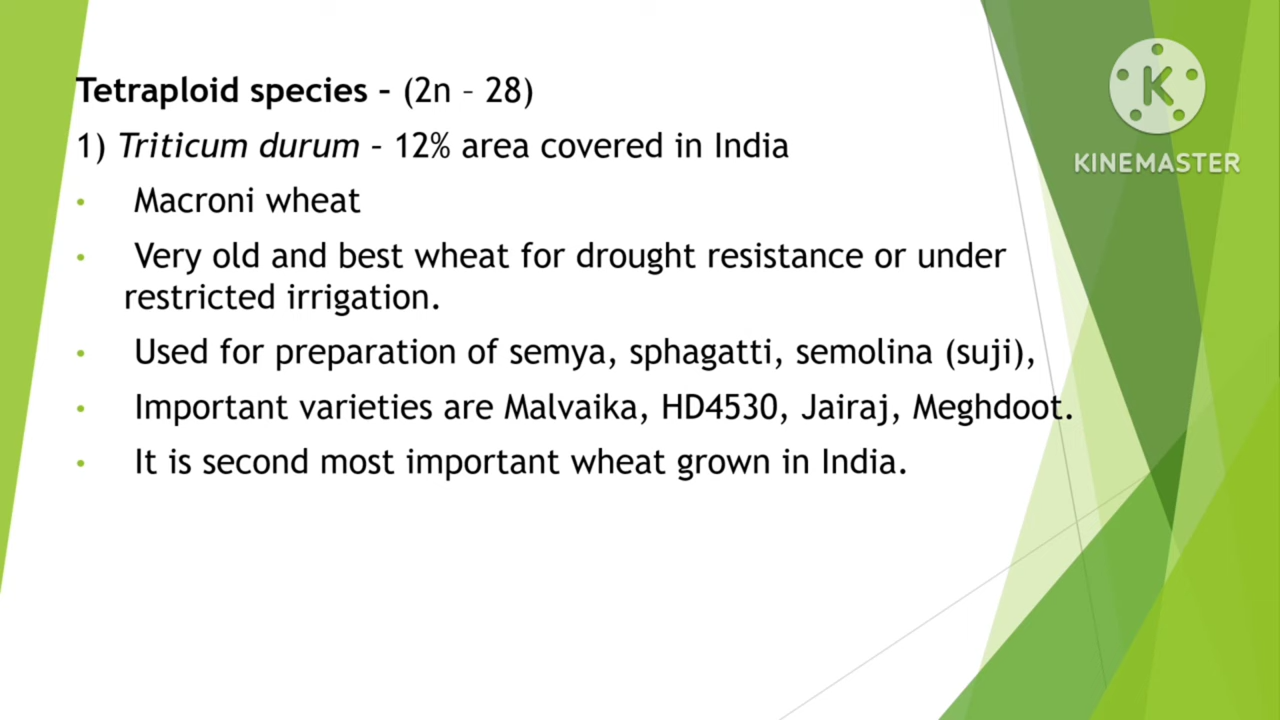 Tetraploid species – (2n – 28)
1) Triticum durum – 12% area covered in India
• Macroni wheat
• Very old and best wheat for drought resistance or under
restricted irrigation.
• Used for preparation of semya, sphagatti, semolina (suji),
• Important varieties are Malvaika, HD4530, Jairaj, Meghdoot.
• It is second most important wheat grown in India.
K
KINEMASTER